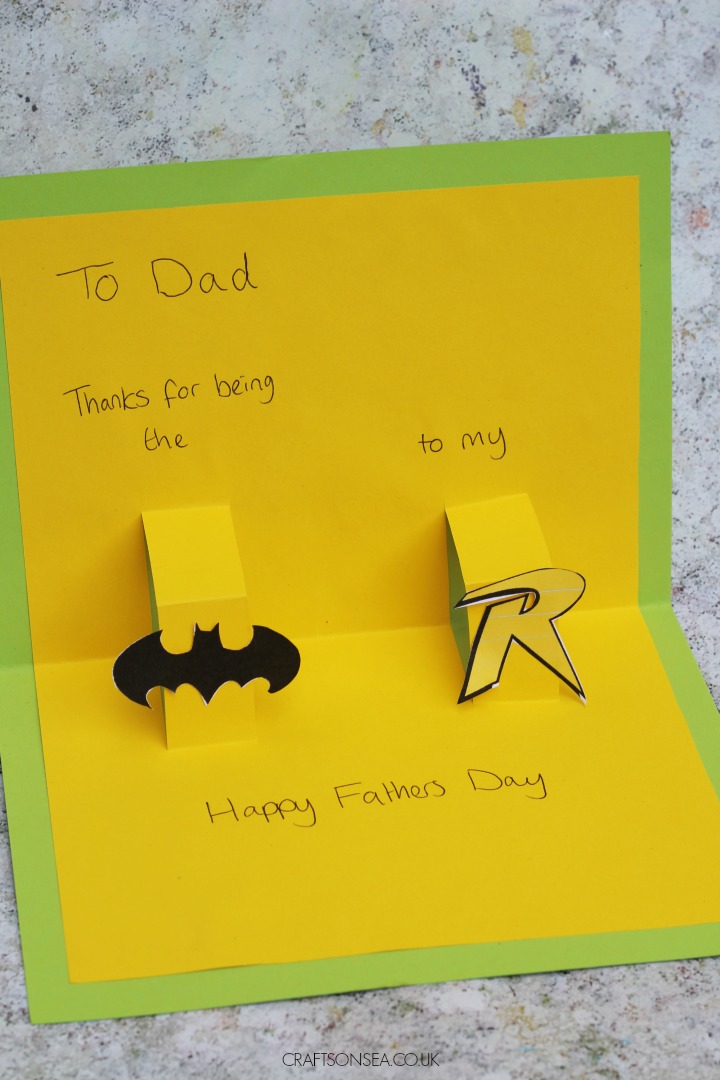 To Dad
Thanks for being
the
to my
R
Happy Fathers Day
CRAFTSONSEA.CO.UK